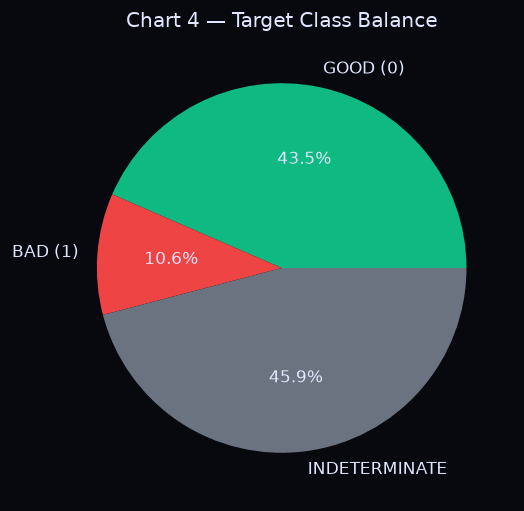 Chart 4 — Target Class Balance
GOOD (0)
43.5%
BAD (1)
10.6%
45.9%
INDETERMINATE